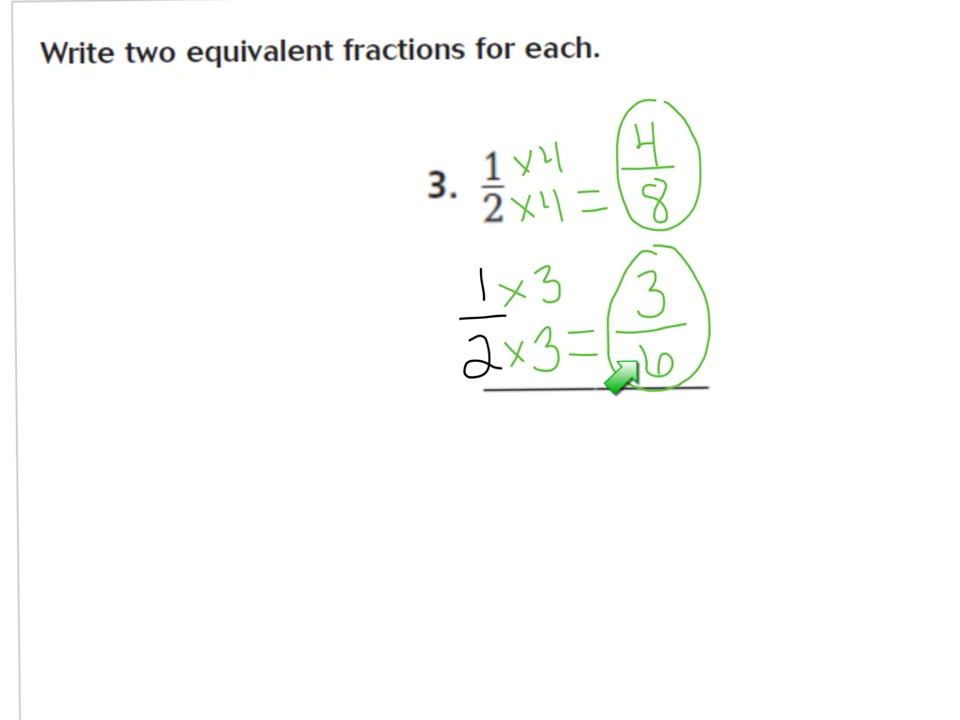 Write two equivalent fractions for each.
3. 1/2 ×4/×4 = 4/8
1/2 ×3/×3 = 3/6